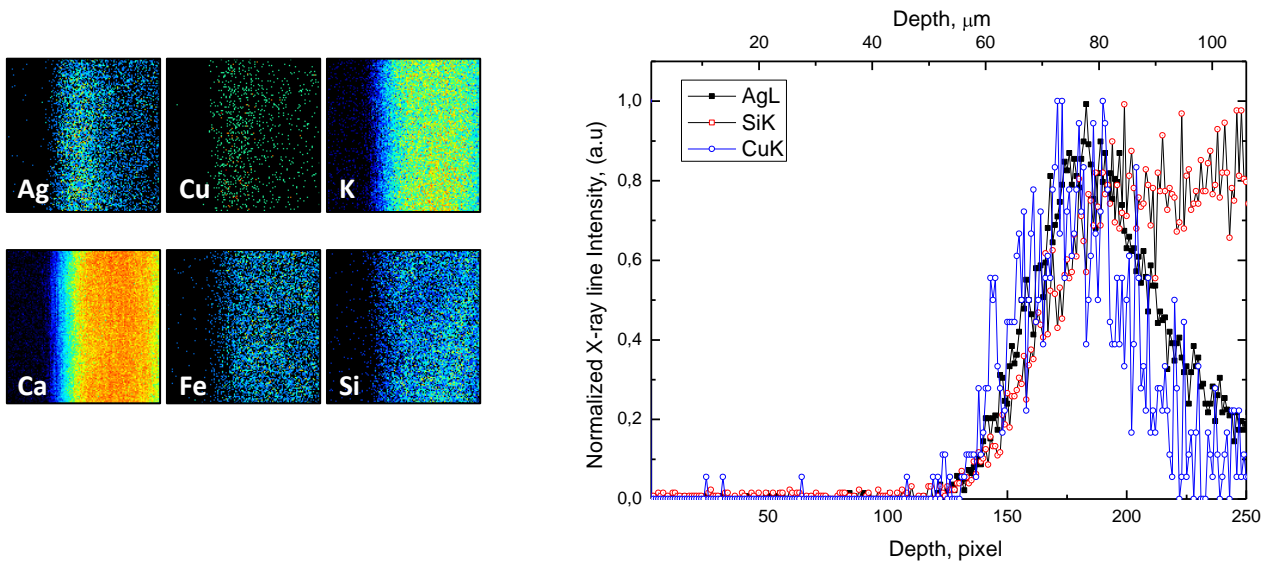 Ag
Cu
K
Ca
Fe
Si
Depth, μm
20
40
60
80
100
AgL
SiK
CuK
Normalized X-ray line Intensity, (a.u)
1,0
0,8
0,6
0,4
0,2
0,0
50
100
150
200
250
Depth, pixel